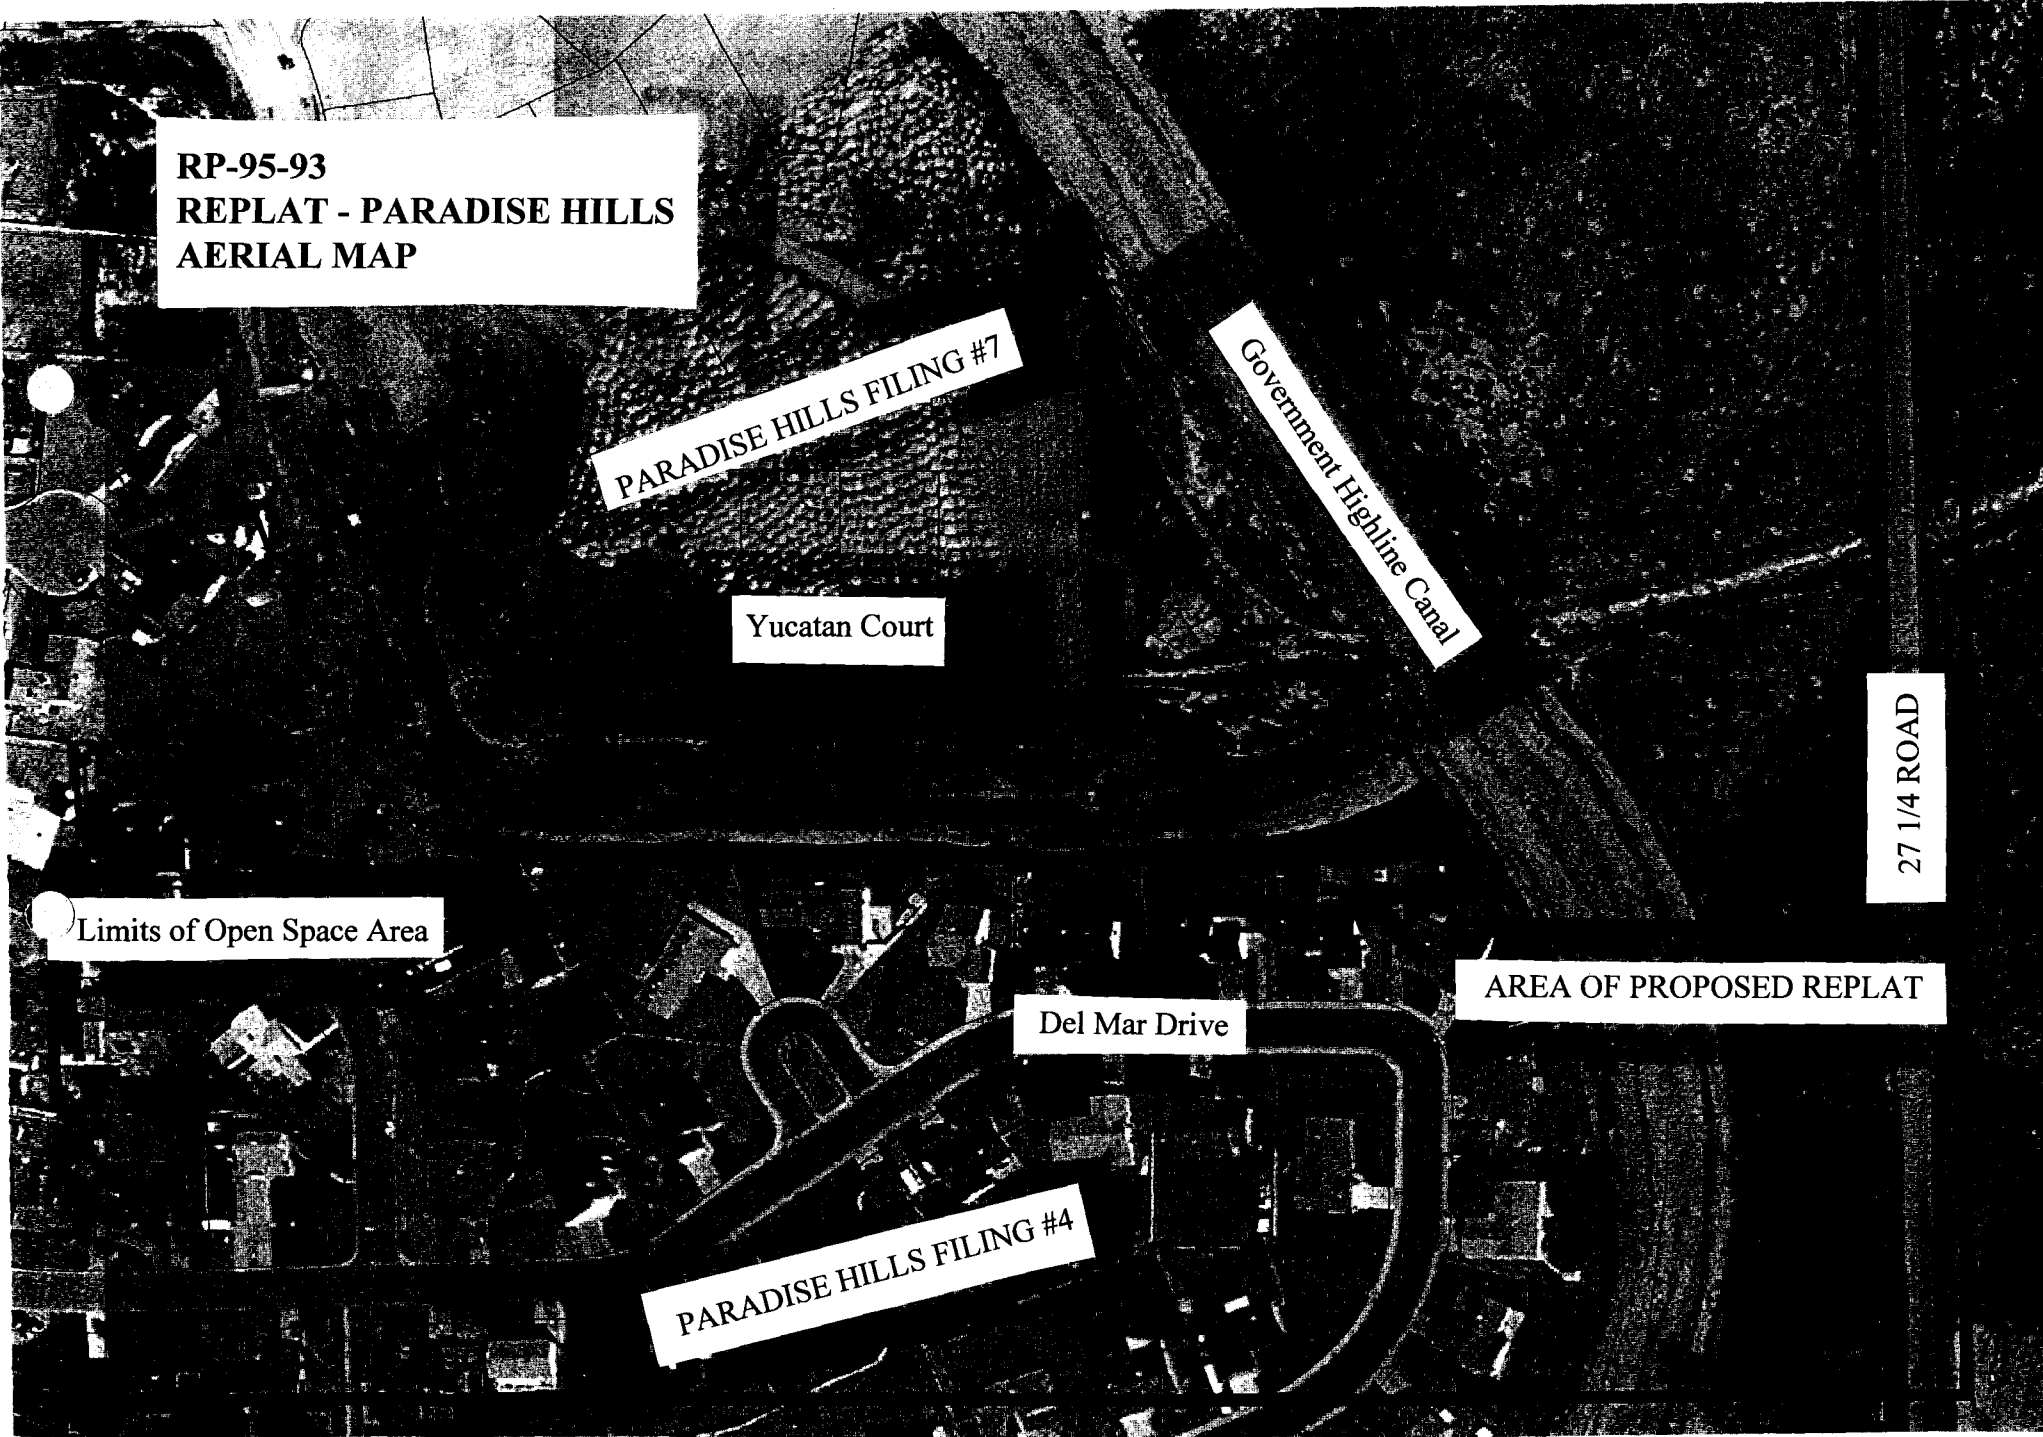 RP-95-93
REPLAT - PARADISE HILLS
AERIAL MAP
PARADISE HILLS FILING #7
Government Highline Canal
Yucatan Court
27 1/4 ROAD
Limits of Open Space Area
AREA OF PROPOSED REPLAT
Del Mar Drive
PARADISE HILLS FILING #4